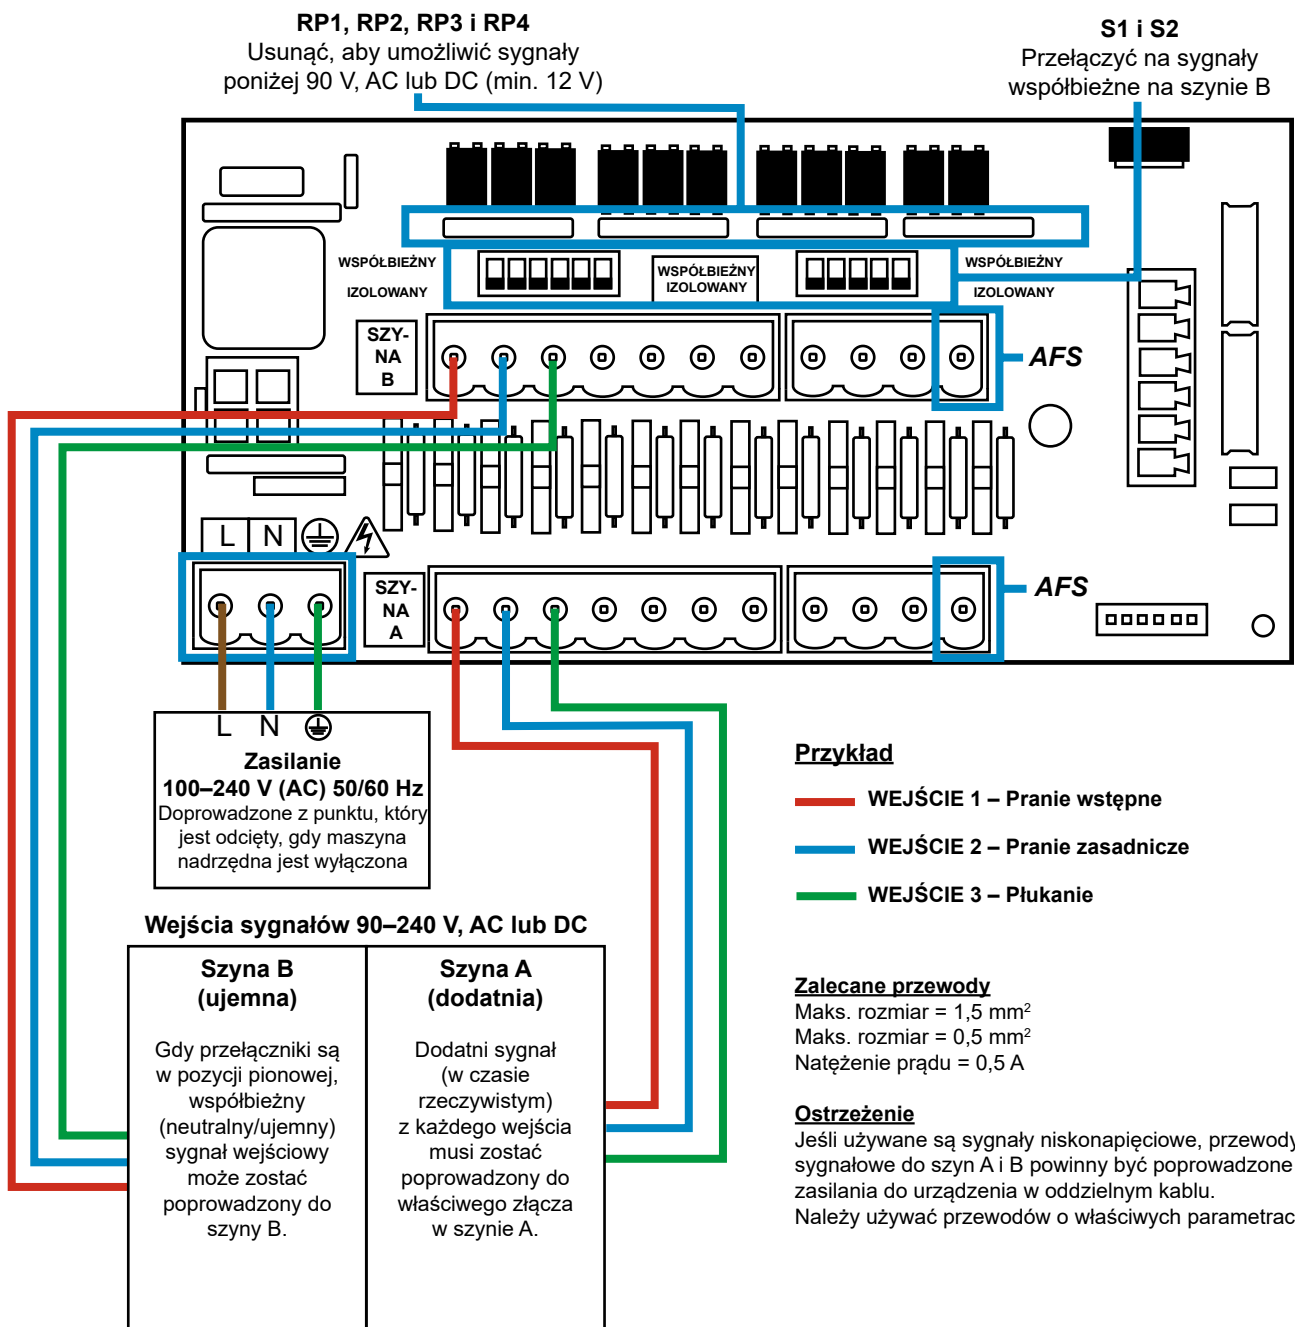 RP1, RP2, RP3 i RP4
Usunąć, aby umożliwić sygnały
poniżej 90 V, AC lub DC (min. 12 V)
S1 i S2
Przełączyć na sygnały
współbieżne na szynie B
WSPÓŁBIEŻNY
IZOLOWANY
WSPÓŁBIEŻNY
IZOLOWANY
WSPÓŁBIEŻNY
IZOLOWANY
SZY-
NA
B
AFS
L N
SZY-
NA
A
AFS
L N
Zasilanie
100–240 V (AC) 50/60 Hz
Doprowadzone z punktu, który
jest odcięty, gdy maszyna
nadrzędna jest wyłączona
Przykład
WEJŚCIE 1 – Pranie wstępne
WEJŚCIE 2 – Pranie zasadnicze
WEJŚCIE 3 – Płukanie
Wejścia sygnałów 90–240 V, AC lub DC
Szyna B
(ujemna)
Gdy przełączniki są
w pozycji pionowej,
współbieżny
(neutralny/ujemny)
sygnał wejściowy
może zostać
poprowadzony do
szyny B.
Szyna A
(dodatnia)
Dodatni sygnał
(w czasie
rzeczywistym)
z każdego wejścia
musi zostać
poprowadzony do
właściwego złącza
w szynie A.
Zalecane przewody
Maks. rozmiar = 1,5 mm²
Maks. rozmiar = 0,5 mm²
Natężenie prądu = 0,5 A
Ostrzeżenie
Jeśli używane są sygnały niskonapięciowe, przewody
sygnałowe do szyn A i B powinny być poprowadzone
zasilania do urządzenia w oddzielnym kablu.
Należy używać przewodów o właściwych parametrac